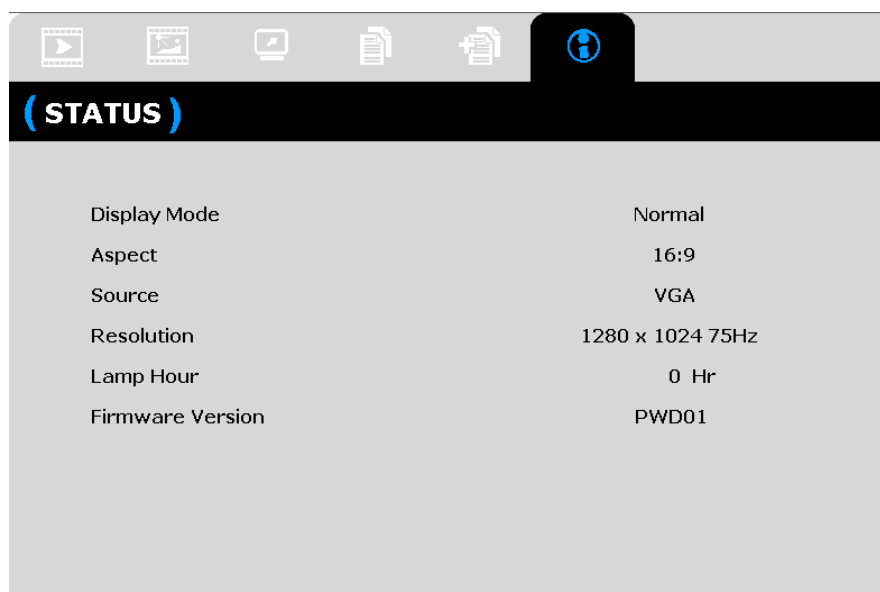 (STATUS)
Display Mode Normal
Aspect 16:9
Source VGA
Resolution 1280 x 1024 75Hz
Lamp Hour 0 Hr
Firmware Version PWD01